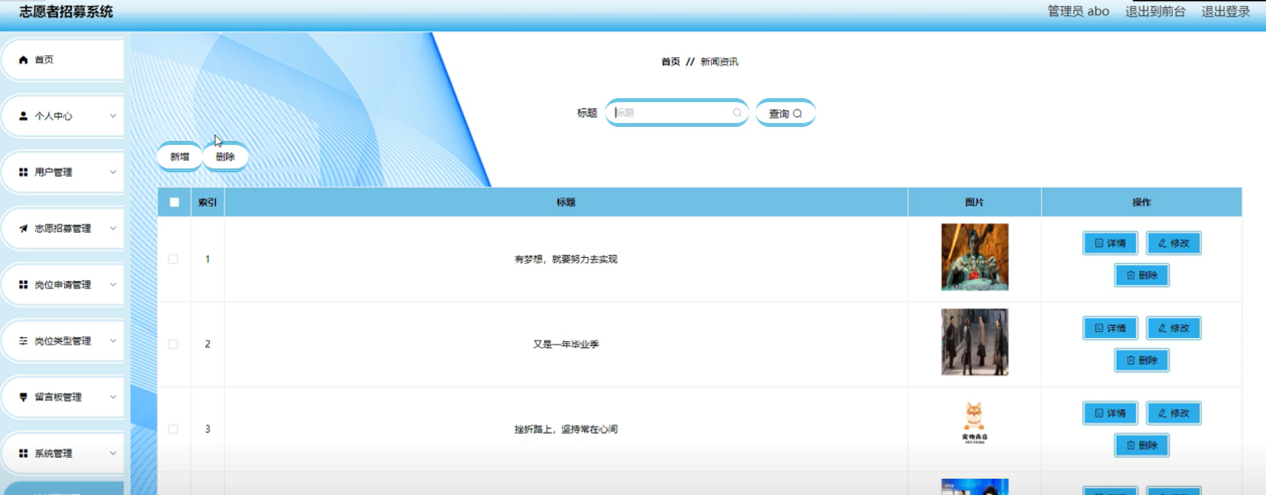 志愿者招募系统
管理员 abo 退出到前台 退出登录
首页
个人中心
用户管理
志愿招募管理
岗位申请管理
岗位类型管理
留言板管理
系统管理
首页 // 新闻资讯
标题 标题 查询
新增 删除
索引 标题 图片 操作
1 有梦想，就要努力去实现 详情 修改
删除
2 又是一年毕业季 详情 修改
删除
3 挫折路上，坚持常在心间 宠物商店 详情 修改
删除